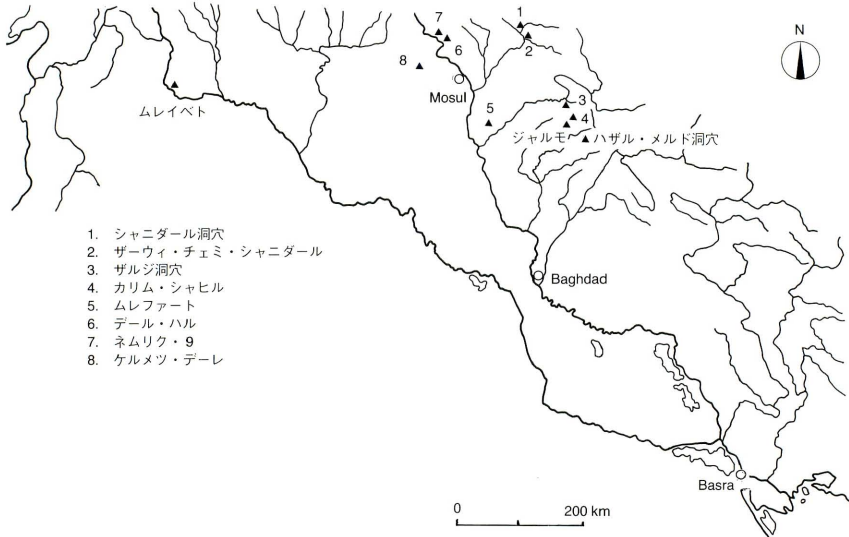 1
7
N
6
2
8
Mosul
3
ムレイベト
5
4
ジャルモ
ハザル・メルド洞穴
1. シャニダール洞穴
2. ザーウィ・チェミ・シャニダール
3. ザルジ洞穴
4. カリム・シャヒル
5. ムレファート
6. デール・ハル
7. ネムリク・9
8. ケルメツ・デーレ
Baghdad
Basra
0 200 km